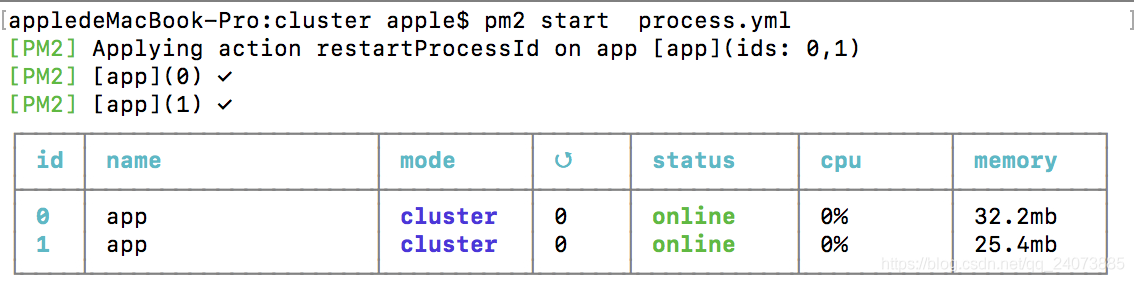 [appledeMacBook-Pro:cluster apple$ pm2 start  process.yml ]
[PM2] Applying action restartProcessId on app [app](ids: 0,1)
[PM2] [app](0) ✓
[PM2] [app](1) ✓
id name mode ↺ status cpu memory
0 app cluster 0 online 0% 32.2mb
1 app cluster 0 online 0% 25.4mb
https://blog.csdn.net/qq_24073885